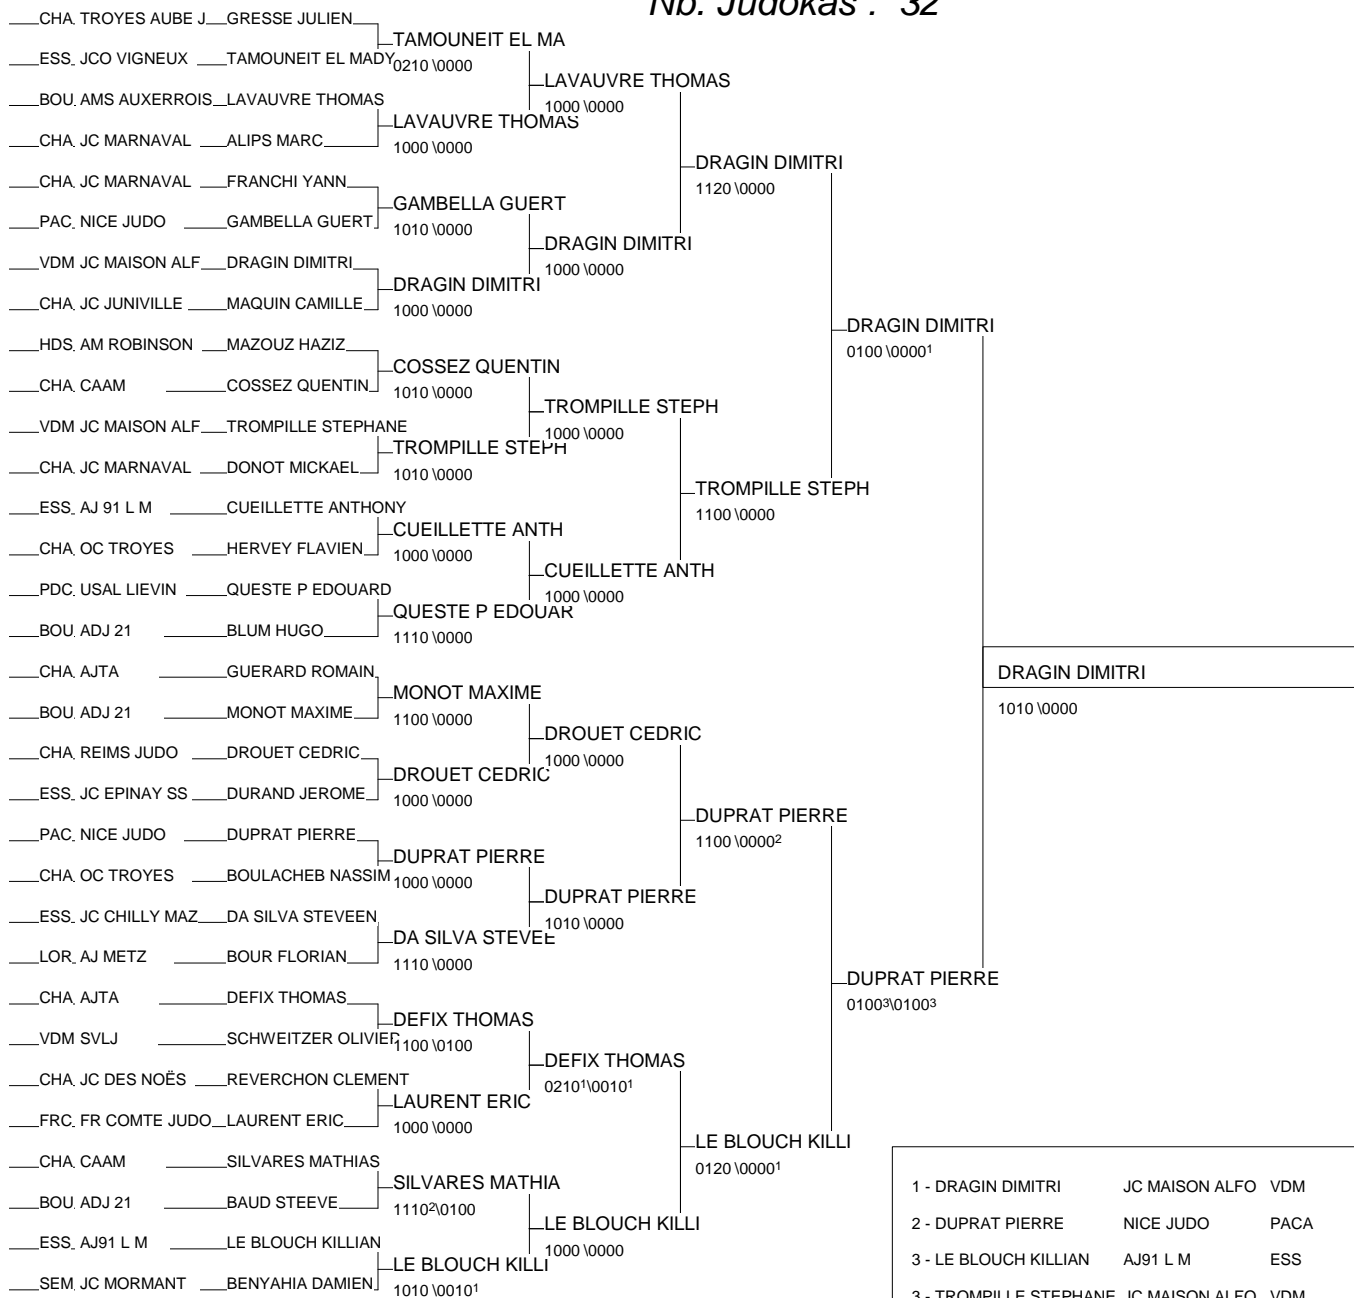 Nb. Judokas : 32
CHA TROYES AUBE J GRESSE JULIEN
TAMOUNEIT EL MA
0210 \0000
ESS JCO VIGNEUX TAMOUNEIT EL MADY
LAVAUVRE THOMAS
1000 \0000
BOU AMS AUXERROIS LAVAUVRE THOMAS
LAVAUVRE THOMAS
1000 \0000
CHA JC MARNAVAL ALIPS MARC
DRAGIN DIMITRI
1120 \0000
CHA JC MARNAVAL FRANCHI YANN
GAMBELLA GUERT
1010 \0000
PAC NICE JUDO GAMBELLA GUERT
DRAGIN DIMITRI
1000 \0000
VDM JC MAISON ALF DRAGIN DIMITRI
DRAGIN DIMITRI
1000 \0000
CHA JC JUNIVILLE MAQUIN CAMILLE
DRAGIN DIMITRI
0100 \0000¹
HDS AM ROBINSON MAZOUZ HAZIZ
COSSEZ QUENTIN
1010 \0000
CHA CAAM COSSEZ QUENTIN
TROMPILLE STEPH
1000 \0000
VDM JC MAISON ALF TROMPILLE STEPHANE
TROMPILLE STEPH
1010 \0000
CHA JC MARNAVAL DONOT MICKAEL
TROMPILLE STEPH
1100 \0000
ESS AJ 91 L M CUEILLETTE ANTHONY
CUEILLETTE ANTH
1000 \0000
CHA OC TROYES HERVEY FLAVIEN
CUEILLETTE ANTH
1000 \0000
PDC USAL LIEVIN QUESTE P EDOUARD
QUESTE P EDOUAR
1110 \0000
BOU ADJ 21 BLUM HUGO
DRAGIN DIMITRI
1010 \0000
CHA AJTA GUERARD ROMAIN
MONOT MAXIME
1100 \0000
BOU ADJ 21 MONOT MAXIME
DROUET CEDRIC
1000 \0000
CHA REIMS JUDO DROUET CEDRIC
DROUET CEDRIC
1000 \0000
ESS JC EPINAY SS DURAND JEROME
DUPRAT PIERRE
1100 \0000²
PAC NICE JUDO DUPRAT PIERRE
DUPRAT PIERRE
1000 \0000
CHA OC TROYES BOULACHEB NASSIM
DUPRAT PIERRE
1010 \0000
ESS JC CHILLY MAZ DA SILVA STEVEEN
DA SILVA STEVEE
1110 \0000
LOR AJ METZ BOUR FLORIAN
DUPRAT PIERRE
0100³\0100³
CHA AJTA DEFIX THOMAS
DEFIX THOMAS
1100 \0100
VDM SVLJ SCHWEITZER OLIVIER
DEFIX THOMAS
0210¹\0010¹
CHA JC DES NOËS REVERCHON CLEMENT
LAURENT ERIC
1000 \0000
FRC FR COMTE JUDO LAURENT ERIC
LE BLOUCH KILLI
0120 \0000¹
CHA CAAM SILVARES MATHIAS
SILVARES MATHIA
1110²\0100
BOU ADJ 21 BAUD STEEVE
LE BLOUCH KILLI
1000 \0000
ESS AJ91 L M LE BLOUCH KILLIAN
LE BLOUCH KILLI
1010 \0010¹
SEM JC MORMANT BENYAHIA DAMIEN
1 - DRAGIN DIMITRI JC MAISON ALFO VDM
2 - DUPRAT PIERRE NICE JUDO PACA
3 - LE BLOUCH KILLIAN AJ91 L M ESS
3 - TROMPILLE STEPHANE JC MAISON ALFO VDM